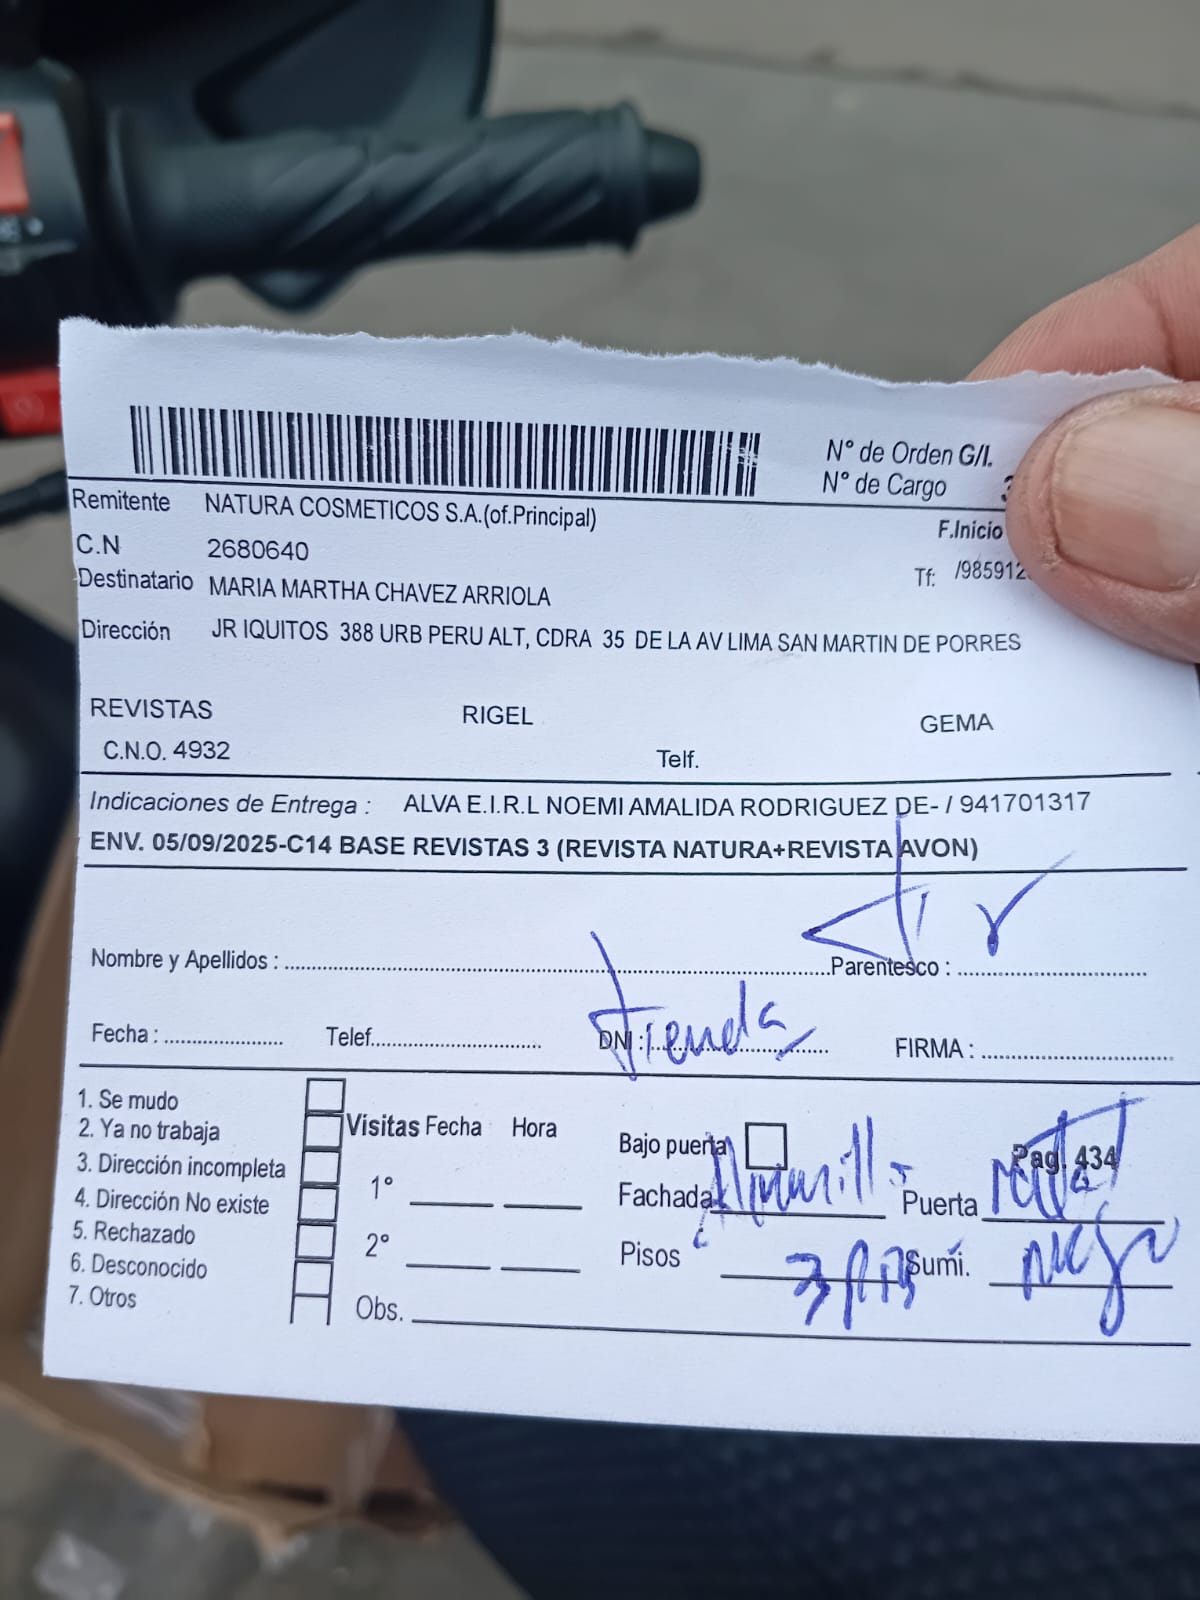 N° de Orden G/I.
N° de Cargo
Remitente NATURA COSMETICOS S.A.(of.Principal)
F.Inicio
C.N 2680640
Tf: /985912
Destinatario MARIA MARTHA CHAVEZ ARRIOLA
Dirección JR IQUITOS 388 URB PERU ALT, CDRA 35 DE LA AV LIMA SAN MARTIN DE PORRES
REVISTAS RIGEL GEMA
C.N.O. 4932 Telf.
Indicaciones de Entrega : ALVA E.I.R.L NOEMI AMALIDA RODRIGUEZ DE- / 941701317
ENV. 05/09/2025-C14 BASE REVISTAS 3 (REVISTA NATURA+REVISTA AVON)
Nombre y Apellidos : Parentesco :
Fecha : Telef. DNI : tienda FIRMA :
1. Se mudo
2. Ya no trabaja
3. Dirección incompleta
4. Dirección No existe
5. Rechazado
6. Desconocido
7. Otros
Visitas Fecha Hora
1°
2°
Obs.
Bajo puerta Pag. 434
Fachada Puerta
Pisos 3 Sumi. negro